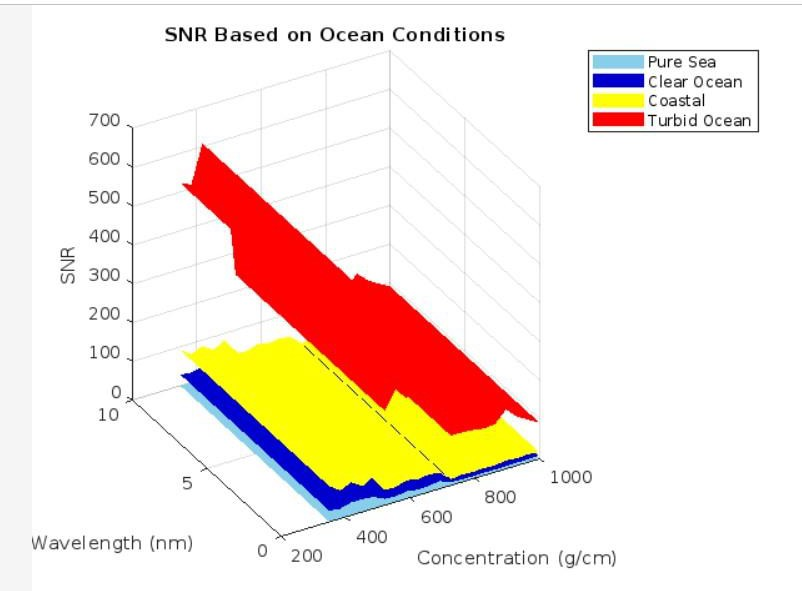 SNR Based on Ocean Conditions
Pure Sea
Clear Ocean
Coastal
Turbid Ocean
700
600
500
400
300
200
100
0
SNR
10
5
0
Wavelength (nm)
200
400
600
800
1000
Concentration (g/cm)